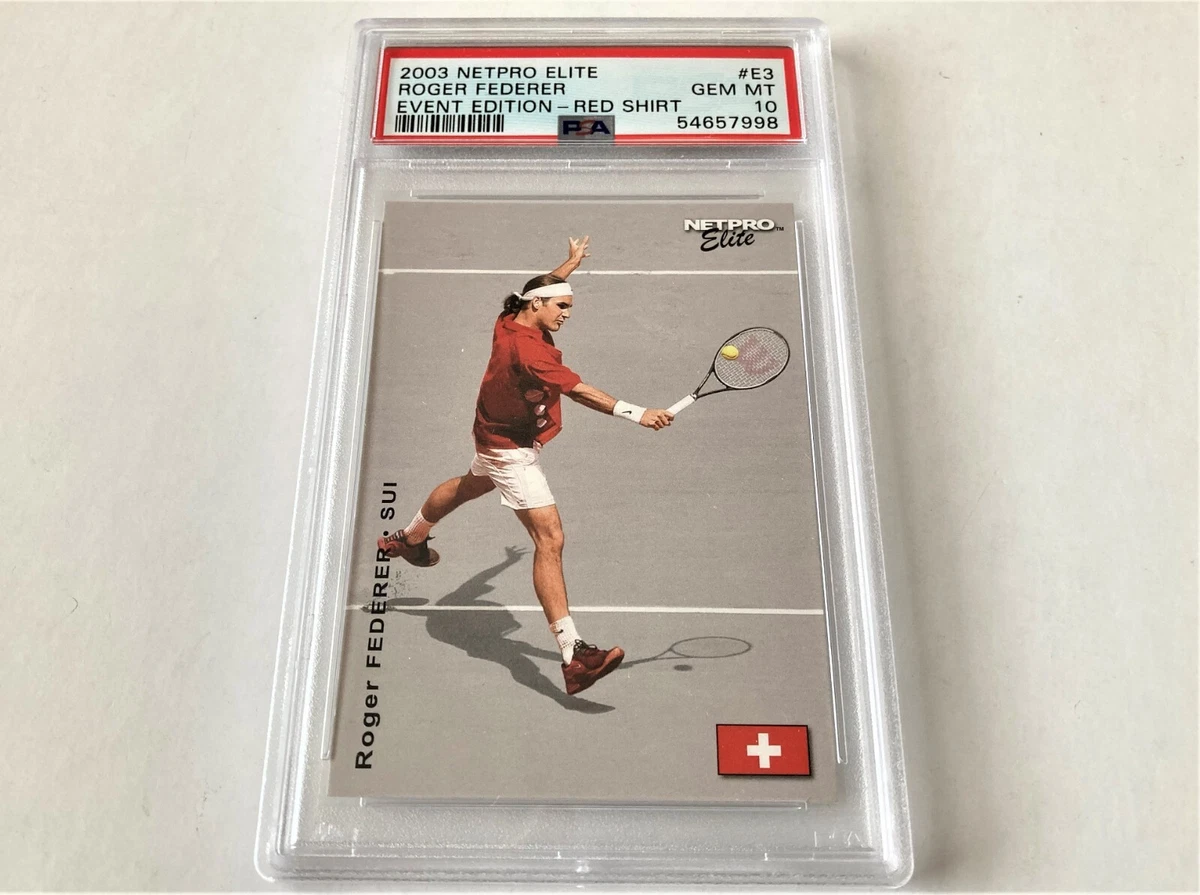 2003 NETPRO ELITE #E3
ROGER FEDERER GEM MT
EVENT EDITION – RED SHIRT 10
PSA 54657998
NETPRO™
Elite
Roger FEDERER • SUI